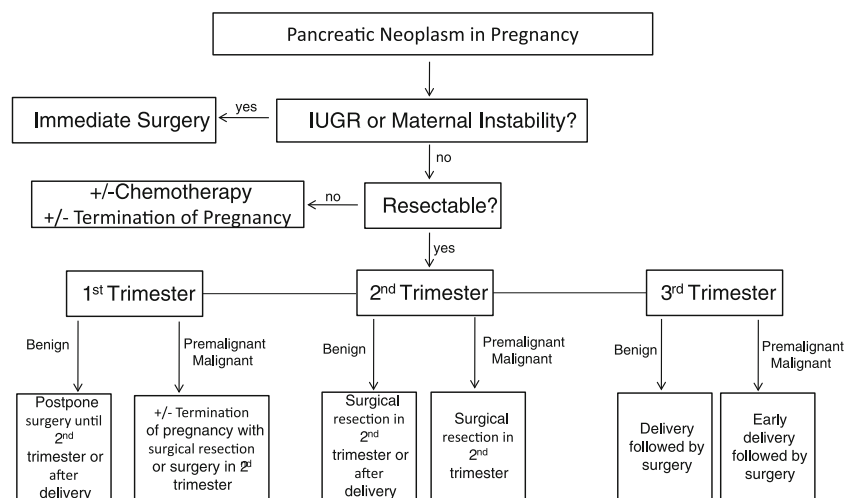 Pancreatic Neoplasm in Pregnancy
yes
Immediate Surgery
IUGR or Maternal Instability?
no
+/-Chemotherapy
+/- Termination of Pregnancy
no
Resectable?
yes
1st Trimester
2nd Trimester
3rd Trimester
Benign
Premalignant
Malignant
Benign
Premalignant
Malignant
Benign
Premalignant
Malignant
Postpone
surgery until
2nd
trimester or
after
delivery
+/- Termination
of pregnancy with
surgical resection
or surgery in 2nd
trimester
Surgical
resection in
2nd
trimester or
after
delivery
Surgical
resection in
2nd
trimester
Delivery
followed by
surgery
Early
delivery
followed by
surgery